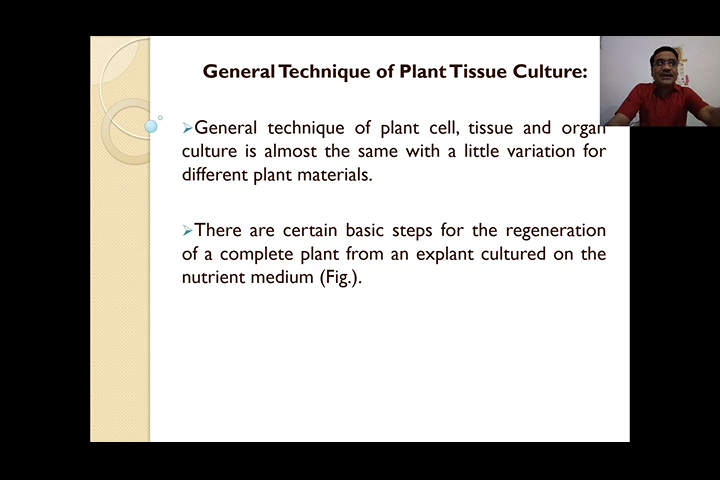 General Technique of Plant Tissue Culture:
➢General technique of plant cell, tissue and organ
culture is almost the same with a little variation for
different plant materials.
➢There are certain basic steps for the regeneration
of a complete plant from an explant cultured on the
nutrient medium (Fig.).